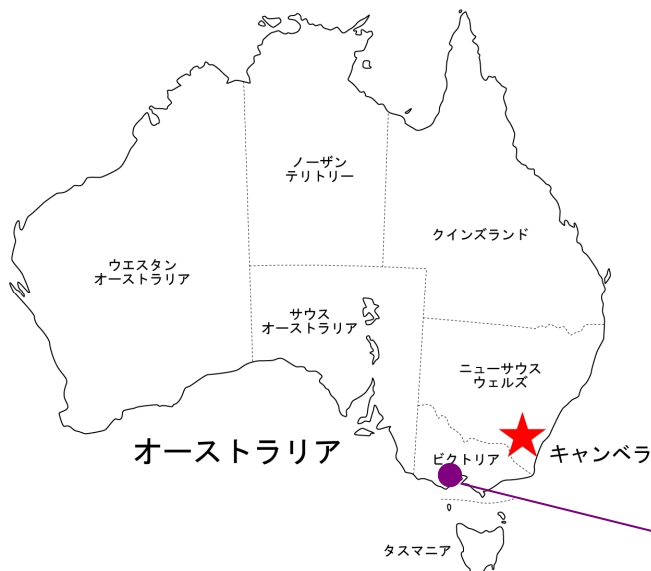 ノーザン
テリトリー
クインズランド
ウエスタン
オーストラリア
サウス
オーストラリア
ニューサウス
ウェルズ
オーストラリア
ビクトリア
キャンベラ
タスマニア